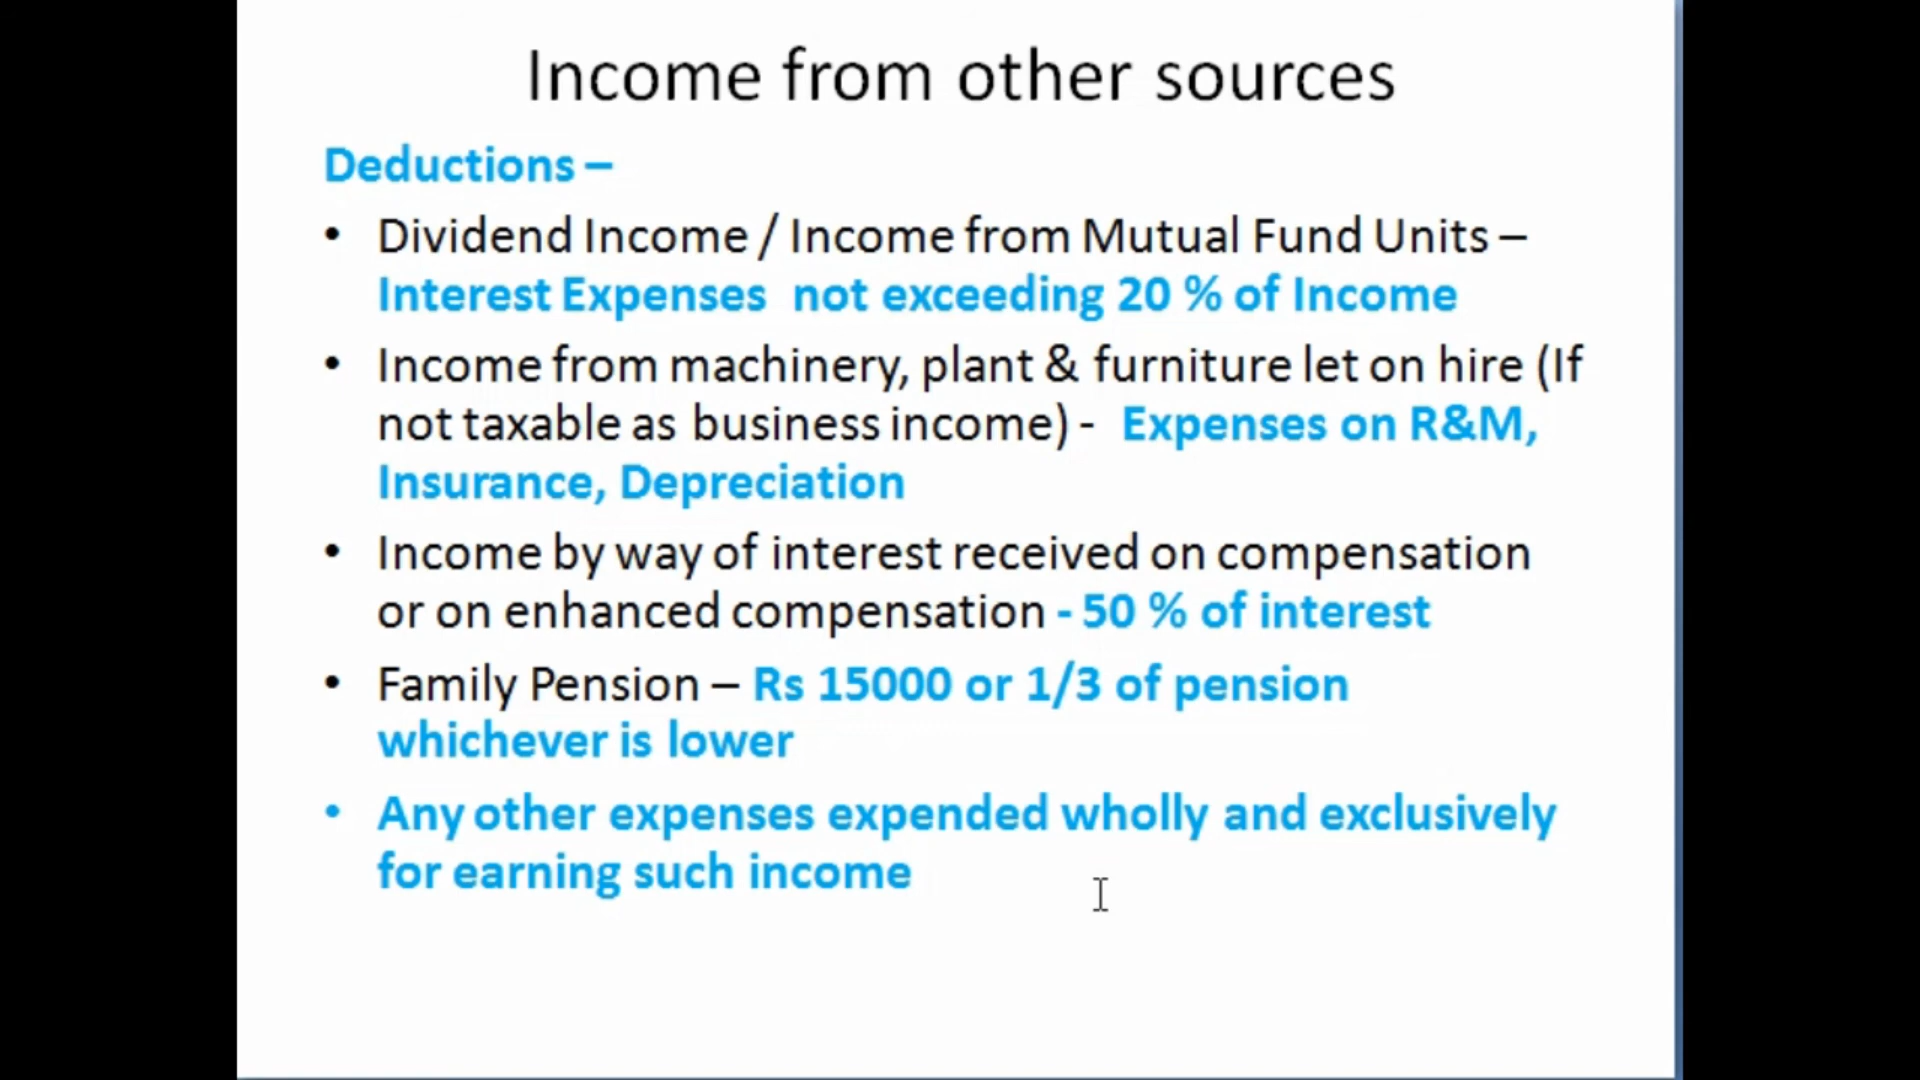 Income from other sources
Deductions –
• Dividend Income / Income from Mutual Fund Units –
Interest Expenses not exceeding 20 % of Income
• Income from machinery, plant & furniture let on hire (If
not taxable as business income) - Expenses on R&M,
Insurance, Depreciation
• Income by way of interest received on compensation
or on enhanced compensation - 50 % of interest
• Family Pension – Rs 15000 or 1/3 of pension
whichever is lower
• Any other expenses expended wholly and exclusively
for earning such income